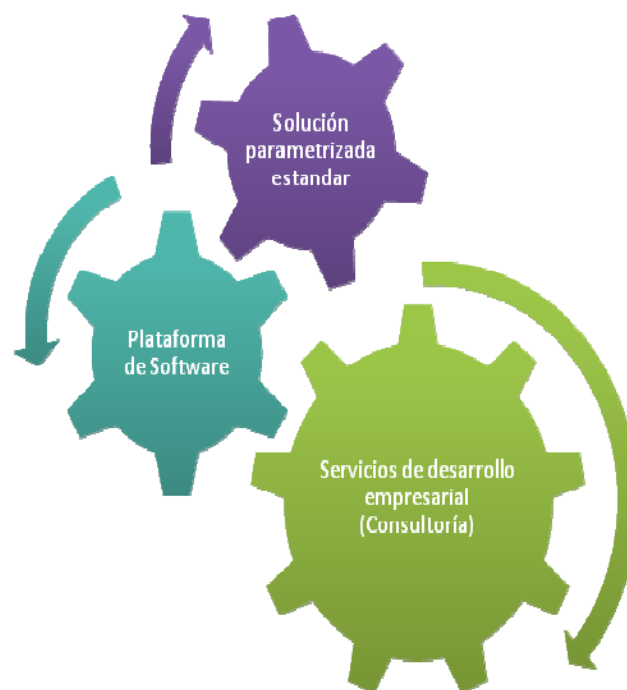 Solución
parametrizada
estandar
Plataforma
de Software
Servicios de desarrollo
empresarial
(Consultoría)